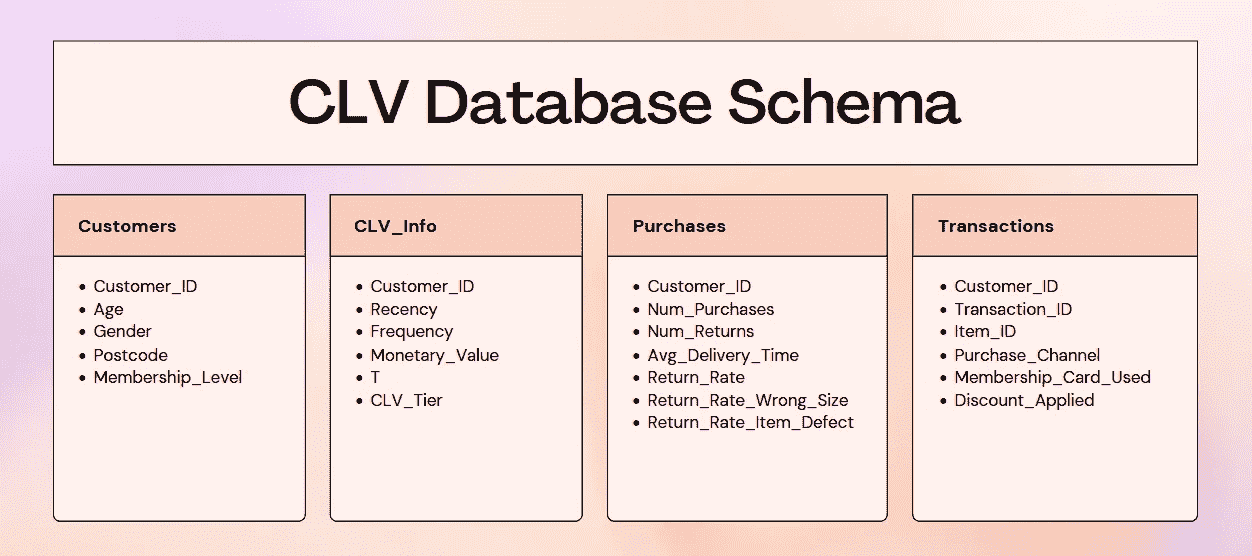 CLV Database Schema
Customers
Customer_ID
Age
Gender
Postcode
Membership_Level
CLV_Info
Customer_ID
Recency
Frequency
Monetary_Value
T
CLV_Tier
Purchases
Customer_ID
Num_Purchases
Num_Returns
Avg_Delivery_Time
Return_Rate
Return_Rate_Wrong_Size
Return_Rate_Item_Defect
Transactions
Customer_ID
Transaction_ID
Item_ID
Purchase_Channel
Membership_Card_Used
Discount_Applied